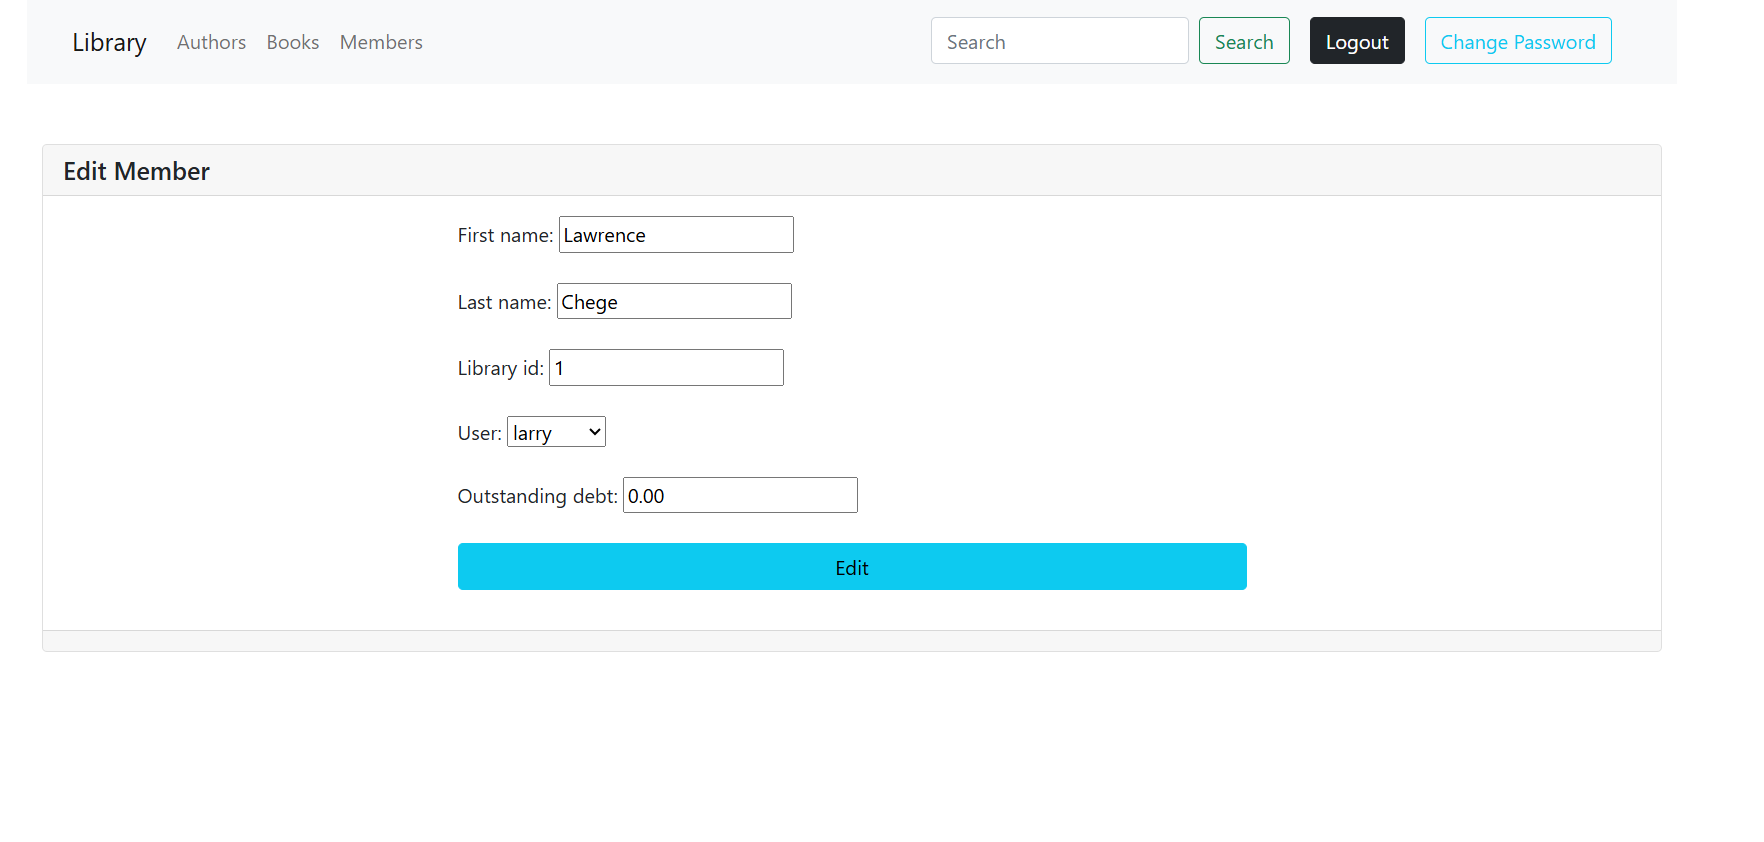 Library Authors Books Members Search Search Logout Change Password
Edit Member
First name: Lawrence
Last name: Chege
Library id: 1
User: larry
Outstanding debt: 0.00
Edit